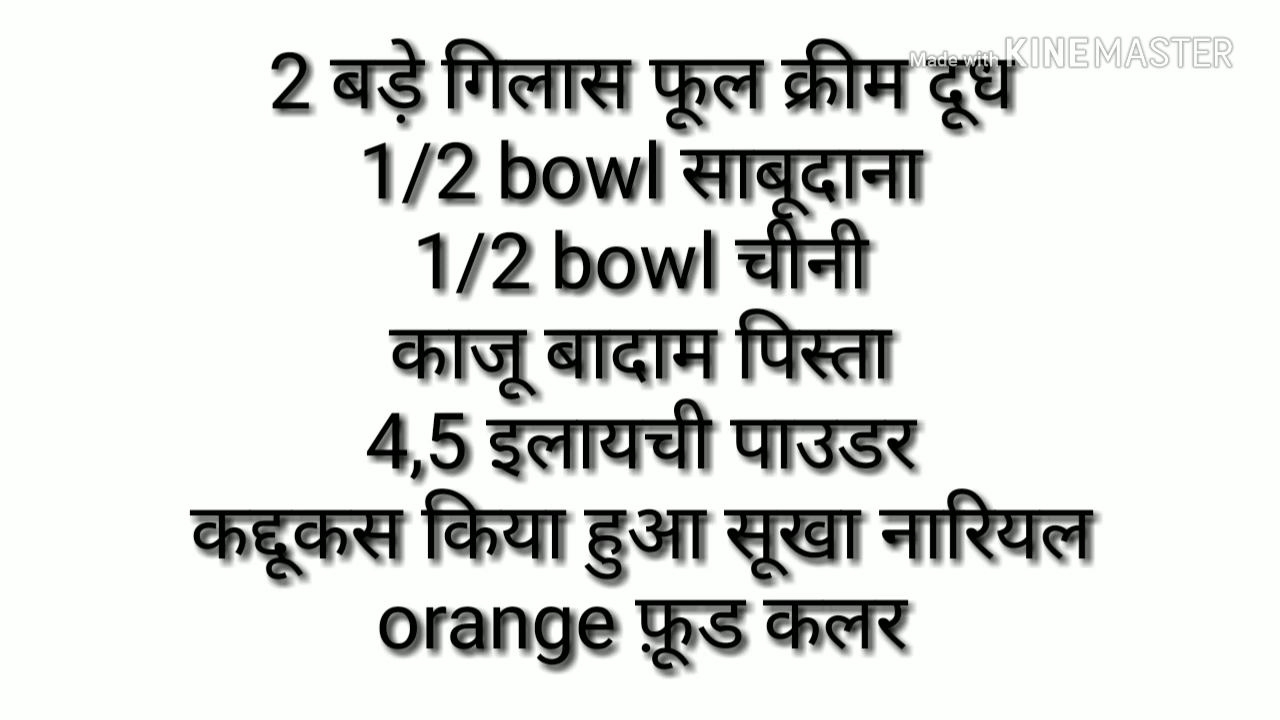 Made with KINEMASTER
2 बड़े गिलास फूल क्रीम दूध
1/2 bowl साबूदाना
1/2 bowl चीनी
काजू बादाम पिस्ता
4,5 इलायची पाउडर
कद्दूकस किया हुआ सूखा नारियल
orange फ़ूड कलर